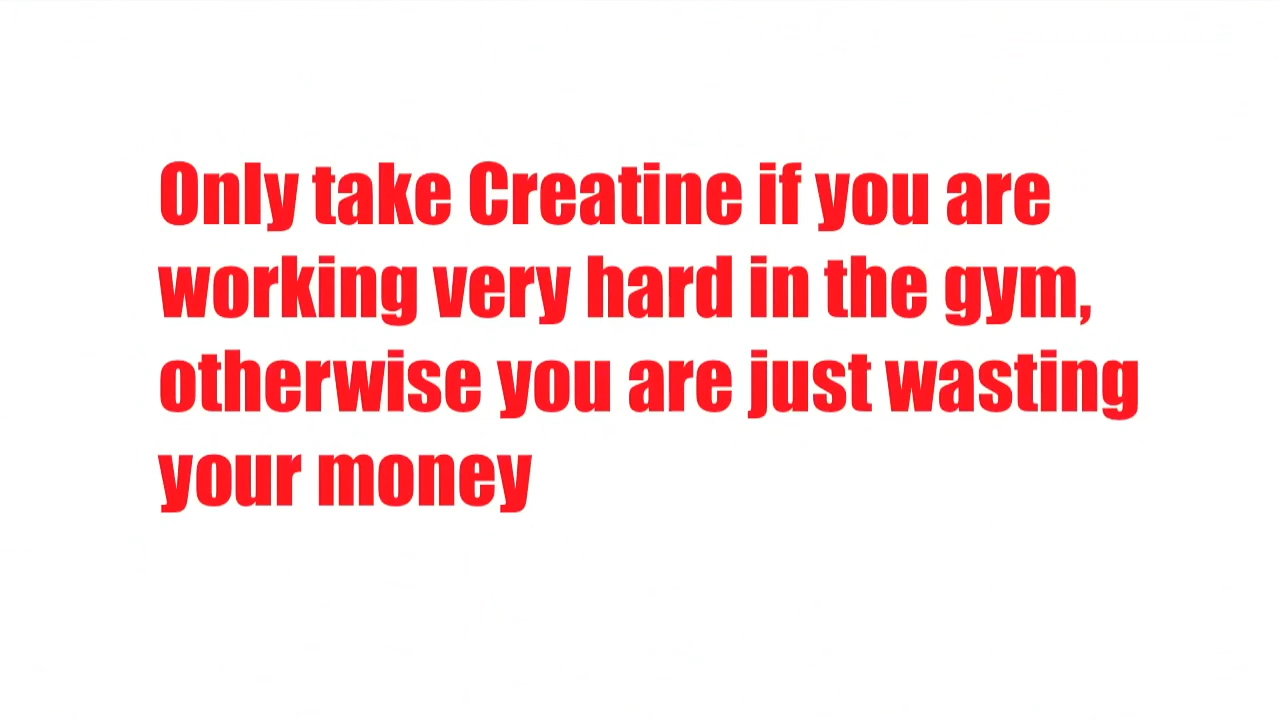 Only take Creatine if you are
working very hard in the gym,
otherwise you are just wasting
your money